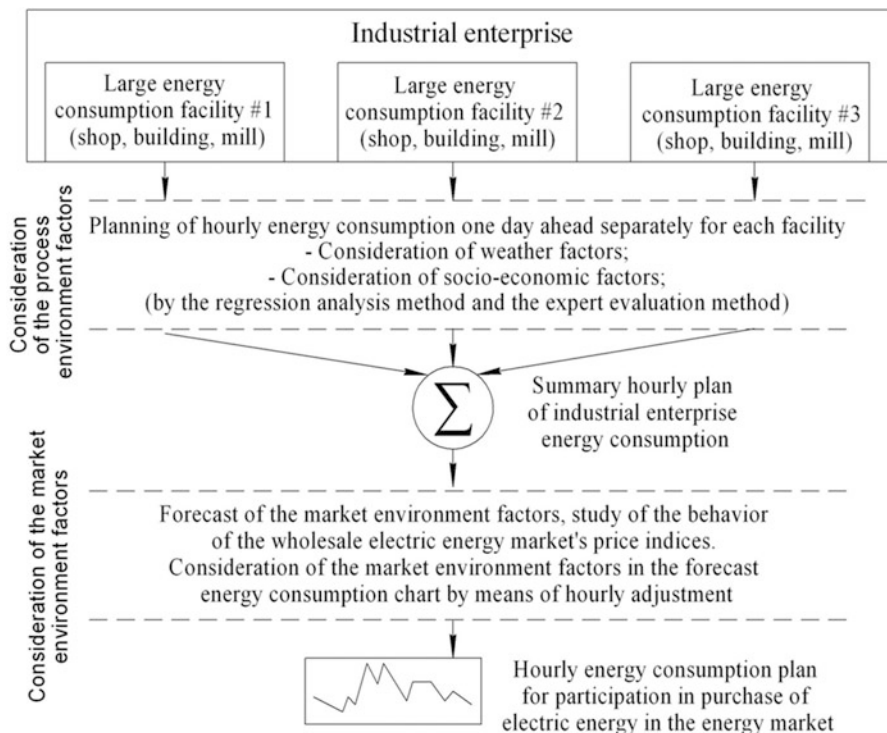 Industrial enterprise
Large energy
consumption facility #1
(shop, building, mill)
Large energy
consumption facility #2
(shop, building, mill)
Large energy
consumption facility #3
(shop, building, mill)
Consideration
of the process
environment factors
Planning of hourly energy consumption one day ahead separately for each facility
- Consideration of weather factors;
- Consideration of socio-economic factors;
(by the regression analysis method and the expert evaluation method)
Σ
Summary hourly plan
of industrial enterprise
energy consumption
Consideration of the market
environment factors
Forecast of the market environment factors, study of the behavior
of the wholesale electric energy market's price indices.
Consideration of the market environment factors in the forecast
energy consumption chart by means of hourly adjustment
Hourly energy consumption plan
for participation in purchase of
electric energy in the energy market